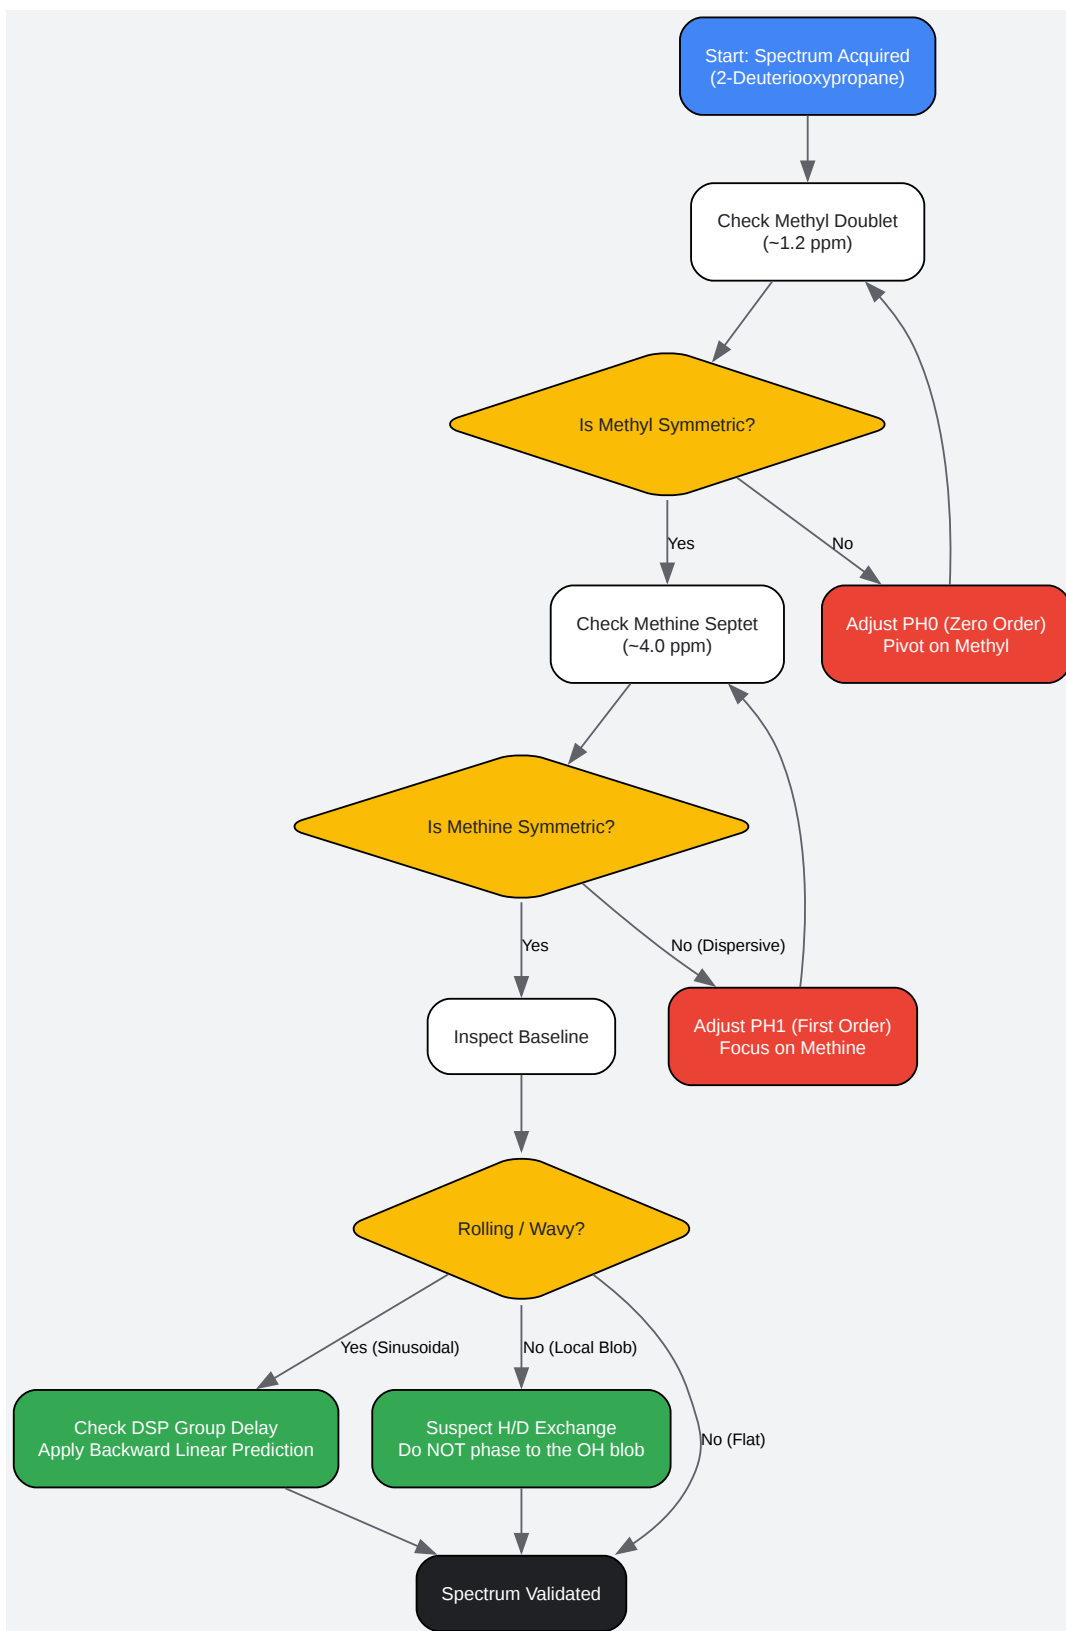 Start: Spectrum Acquired
(2-Deuteriooxypropane)
Check Methyl Doublet
(~1.2 ppm)
Is Methyl Symmetric?
Yes
No
Check Methine Septet
(~4.0 ppm)
Adjust PH0 (Zero Order)
Pivot on Methyl
Is Methine Symmetric?
Yes
No (Dispersive)
Inspect Baseline
Adjust PH1 (First Order)
Focus on Methine
Rolling / Wavy?
Yes (Sinusoidal)
No (Local Blob)
No (Flat)
Check DSP Group Delay
Apply Backward Linear Prediction
Suspect H/D Exchange
Do NOT phase to the OH blob
Spectrum Validated